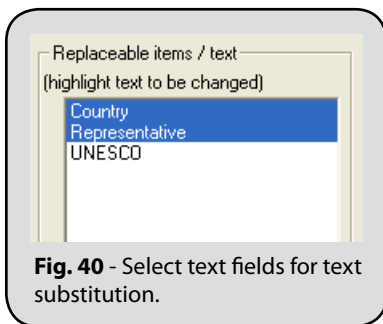 Replaceable items / text
(highlight text to be changed)
Country
Representative
UNESCO
Fig. 40 - Select text fields for text
substitution.